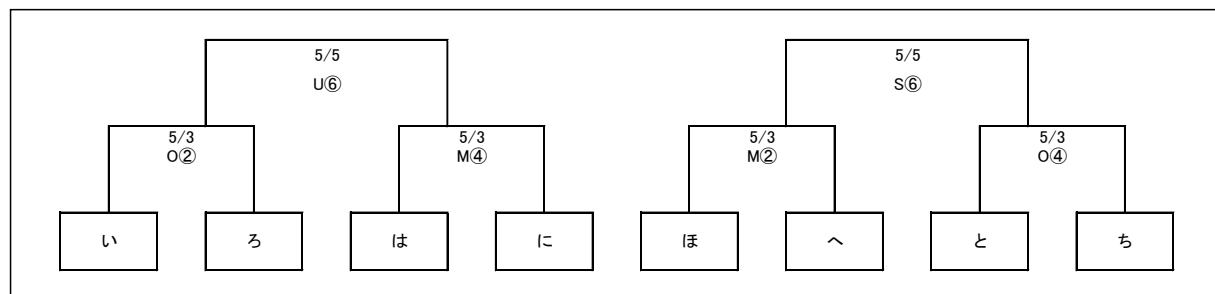 5/5 5/5
U⑥ S⑥
5/3 5/3 5/3 5/3
O② M④ M② O④
い ろ は に ほ へ と ち